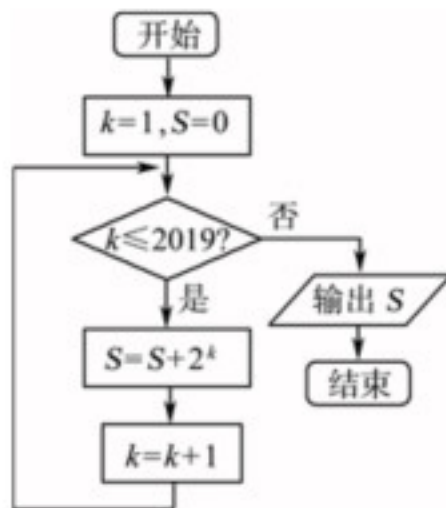 开始
k=1,S=0
k≤2019?
否
是
输出 S
S=S+2^k
结束
k=k+1